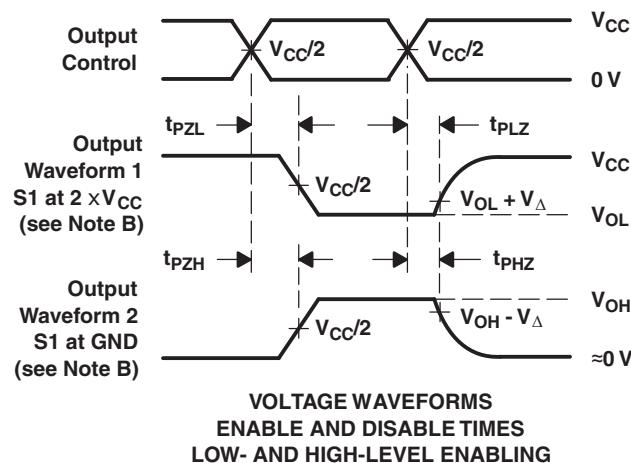 Output
Control
V_CC/2
V_CC/2
V_CC
0 V
t_PZL
t_PLZ
Output
Waveform 1
S1 at 2 x V_CC
(see Note B)
V_CC/2
V_CC
V_OL + V_Δ
V_OL
t_PZH
t_PHZ
Output
Waveform 2
S1 at GND
(see Note B)
V_CC/2
V_OH
V_OH - V_Δ
≈0 V
VOLTAGE WAVEFORMS
ENABLE AND DISABLE TIMES
LOW- AND HIGH-LEVEL ENABLING